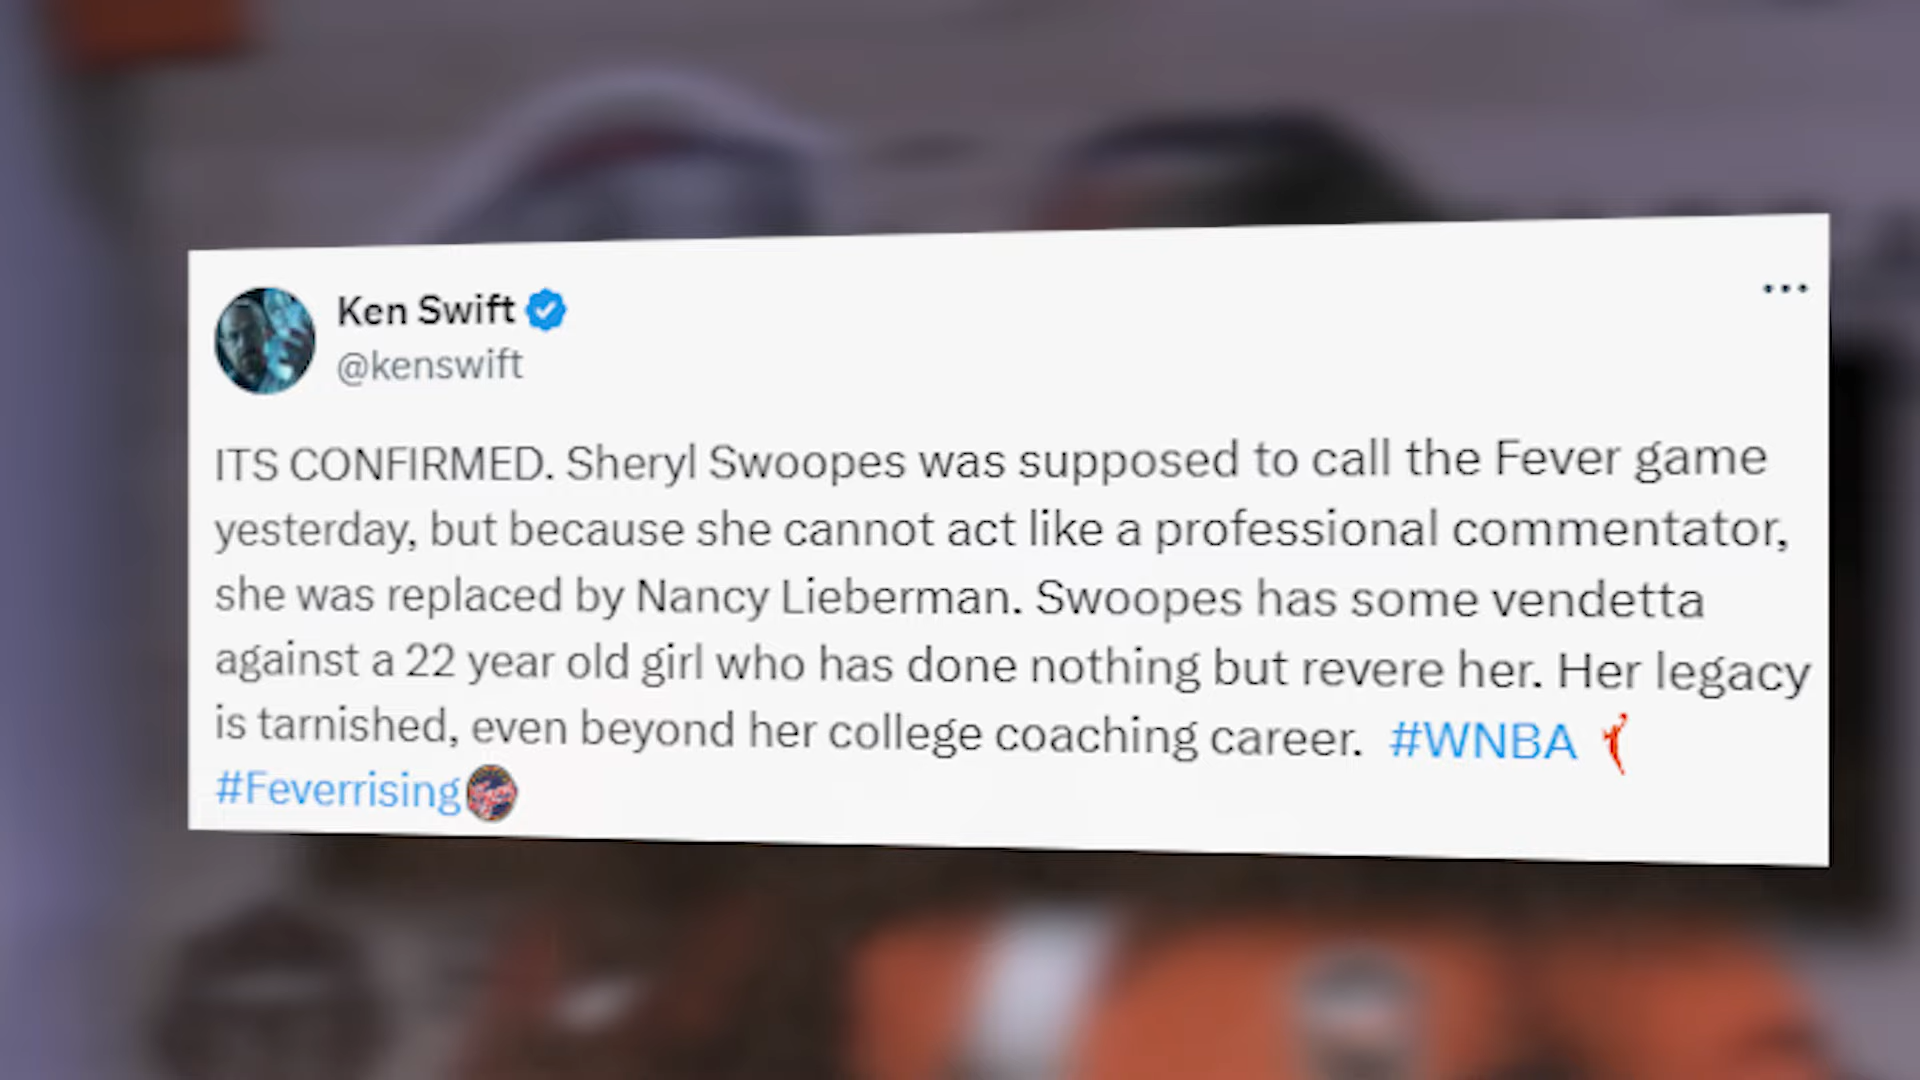 Ken Swift
@kenswift
ITS CONFIRMED. Sheryl Swoopes was supposed to call the Fever game
yesterday, but because she cannot act like a professional commentator,
she was replaced by Nancy Lieberman. Swoopes has some vendetta
against a 22 year old girl who has done nothing but revere her. Her legacy
is tarnished, even beyond her college coaching career. #WNBA
#Feverrising